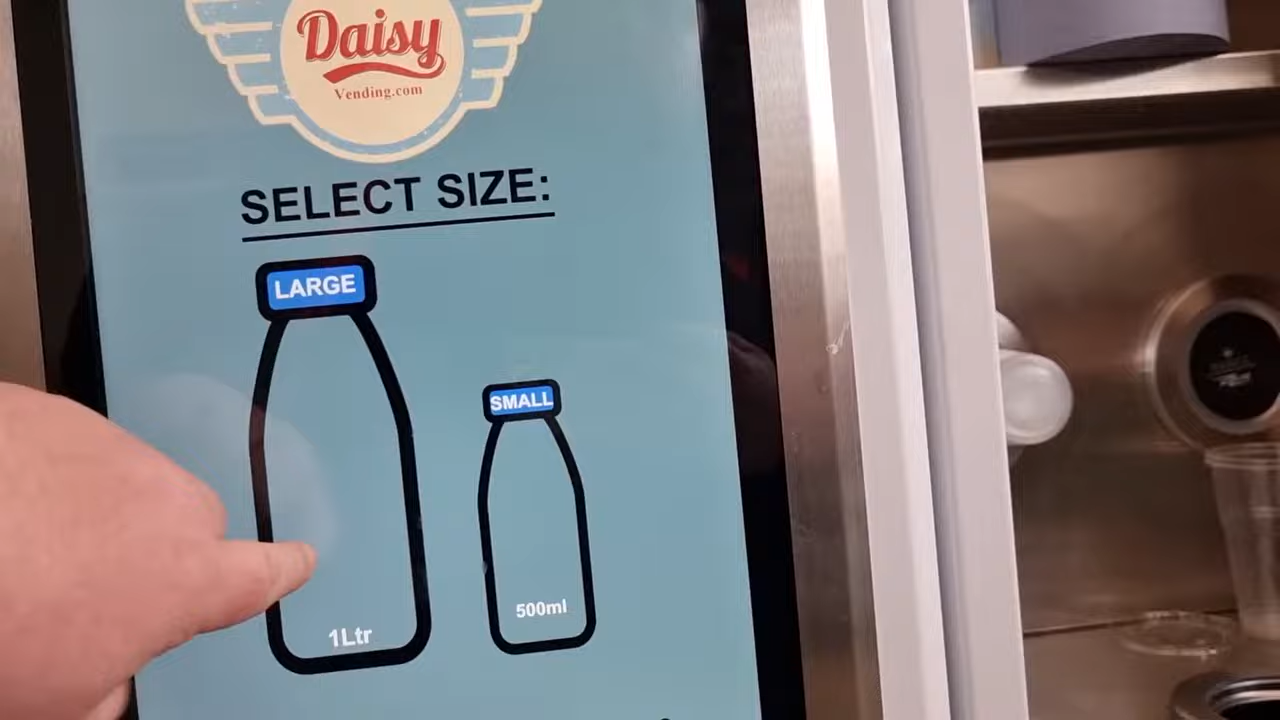 Daisy
Vending.com
SELECT SIZE:
LARGE
SMALL
500ml
1Ltr